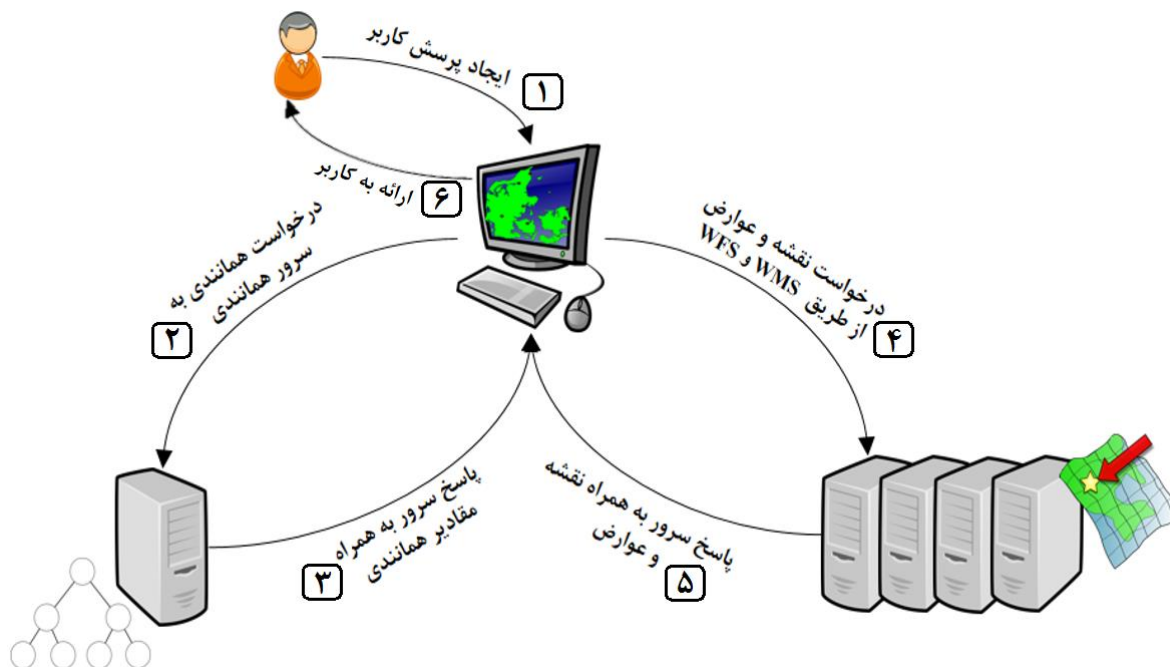 ایجاد پرسش کاربر
۱
درخواست همانندی به
سرور همانندی
۲
پاسخ سرور به همراه
مقادیر همانندی
۳
درخواست نقشه و عوارض
از طریق WMS و WFS
۴
پاسخ سرور به همراه نقشه
و عوارض
۵
ارائه به کاربر
۶